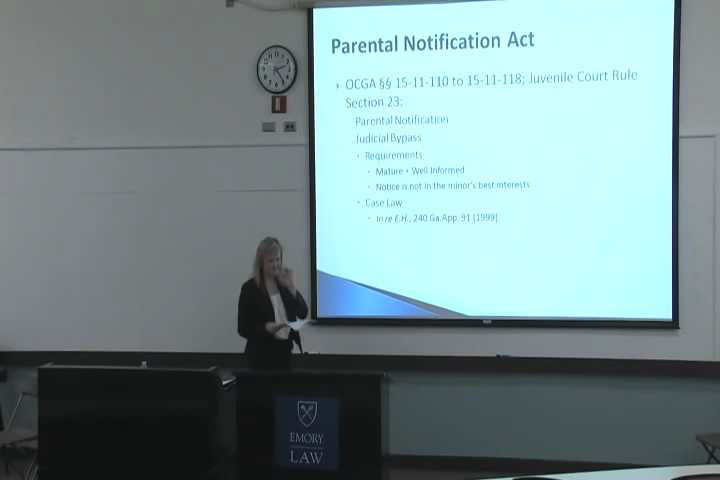 Parental Notification Act
OCGA §§ 15-11-110 to 15-11-118; Juvenile Court Rule
Section 23:
Parental Notification
Judicial Bypass
Requirements
Mature + Well Informed
Notice is not in the minor's best interests
Case Law
In re E.H., 240 Ga.App. 91 (1999)
EMORY
LAW